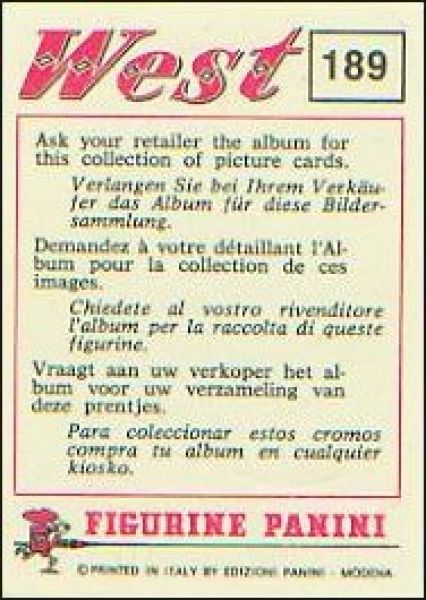 West 189
Ask your retailer the album for
this collection of picture cards.
Verlangen Sie bei Ihrem Verkäu-
fer das Album für diese Bilder-
sammlung.
Demandez à votre détaillant l'Al-
bum pour la collection de ces
images.
Chiedete al vostro rivenditore
l'album per la raccolta di queste
figurine.
Vraagt aan uw verkoper het al-
bum voor uw verzameling van
deze prentjes.
Para coleccionar estos cromos
compra tu album en cualquier
kiosko.
FIGURINE PANINI
© PRINTED IN ITALY BY EDIZIONI PANINI - MODENA